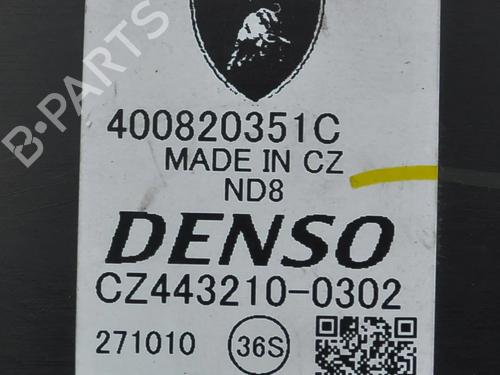 B-PARTS
400820351C
MADE IN CZ
ND8
DENSO
CZ443210-0302
271010 36S